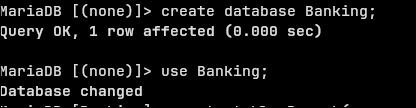 MariaDB [(none)]> create database Banking;
Query OK, 1 row affected (0.000 sec)
MariaDB [(none)]> use Banking;
Database changed